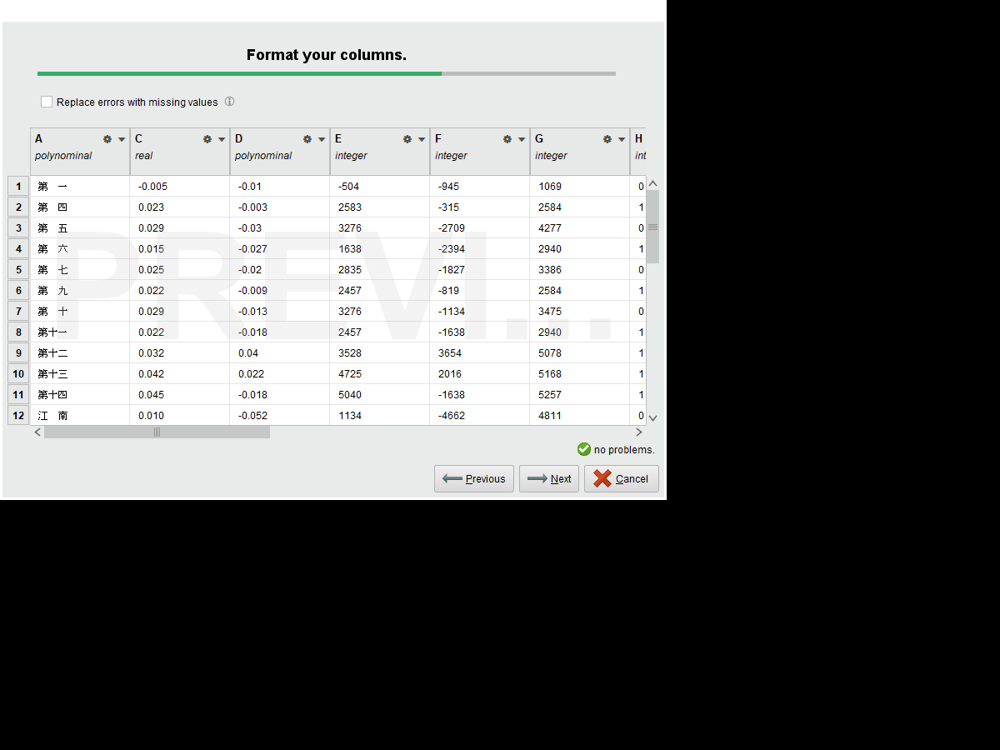 Format your columns.
Replace errors with missing values
A C D E F G H
polynominal real polynominal integer integer integer int
1 第 一 -0.005 -0.01 -504 -945 1069 0
2 第 四 0.023 -0.003 2583 -315 2584 1
3 第 五 0.029 -0.03 3276 -2709 4277 0
4 第 六 0.015 -0.027 1638 -2394 2940 1
5 第 七 0.025 -0.02 2835 -1827 3386 0
6 第 九 0.022 -0.009 2457 -819 2584 1
7 第 十 0.029 -0.013 3276 -1134 3475 0
8 第十一 0.022 -0.018 2457 -1638 2940 1
9 第十二 0.032 0.04 3528 3654 5078 1
10 第十三 0.042 0.022 4725 2016 5168 1
11 第十四 0.045 -0.018 5040 -1638 5257 1
12 江 南 0.010 -0.052 1134 -4662 4811 0
PREVI...
no problems.
Previous Next Cancel